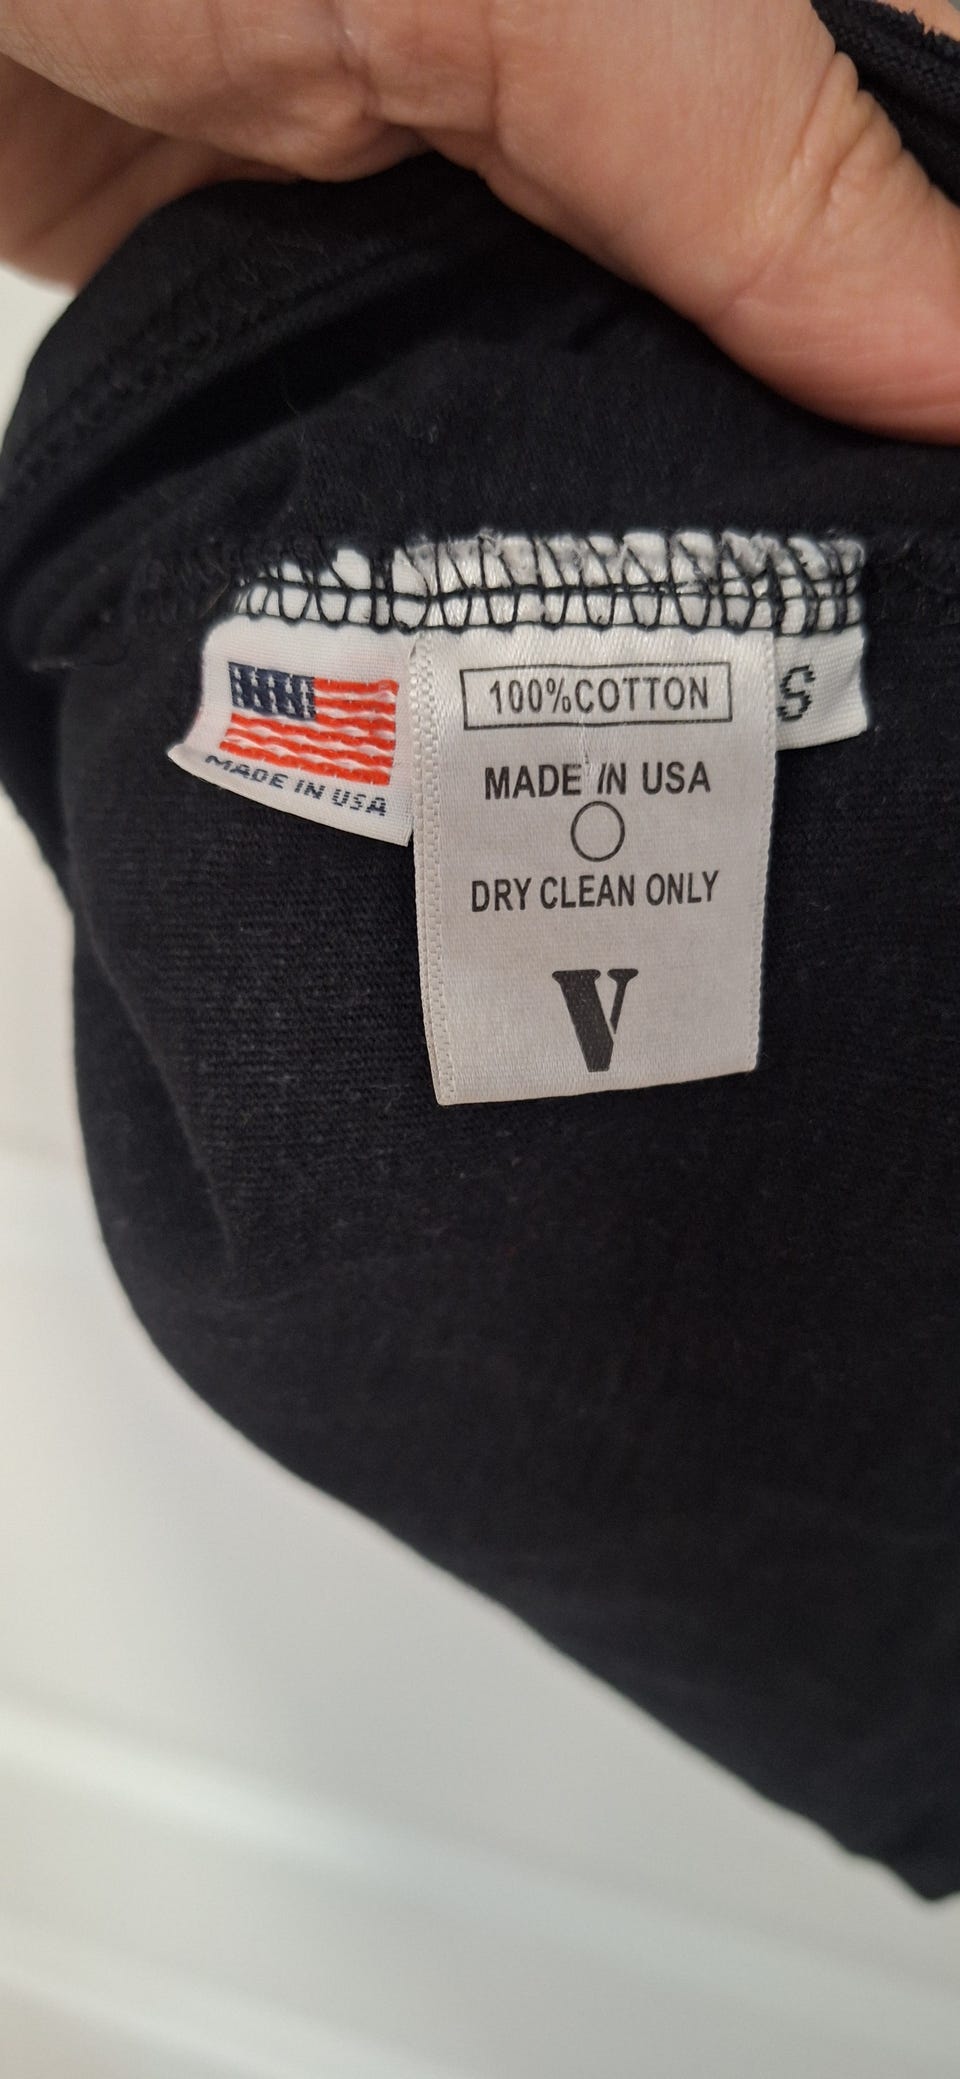 MADE IN USA
100%COTTON
MADE IN USA
DRY CLEAN ONLY
V
S